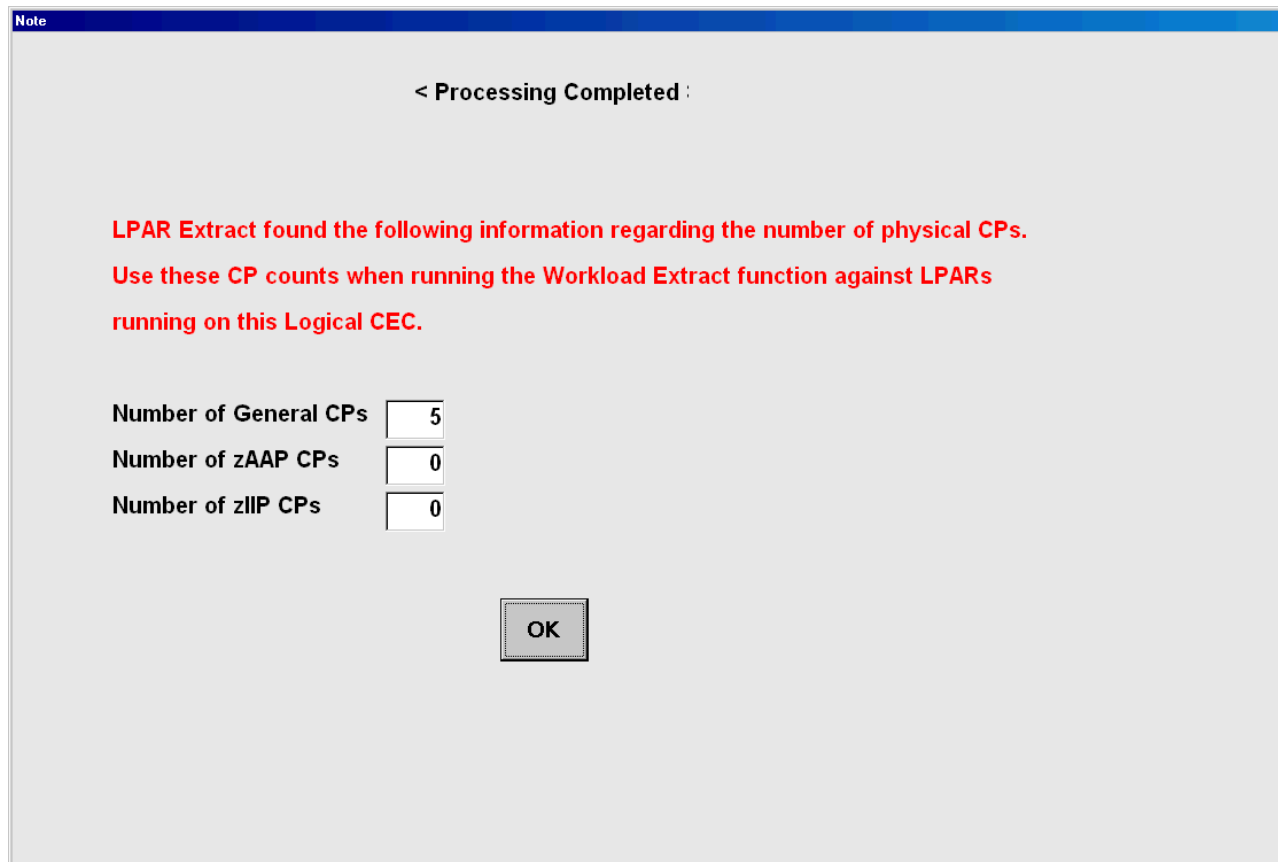 Note
< Processing Completed
LPAR Extract found the following information regarding the number of physical CPs.
Use these CP counts when running the Workload Extract function against LPARs
running on this Logical CEC.
Number of General CPs 5
Number of zAAP CPs 0
Number of zIIP CPs 0
OK